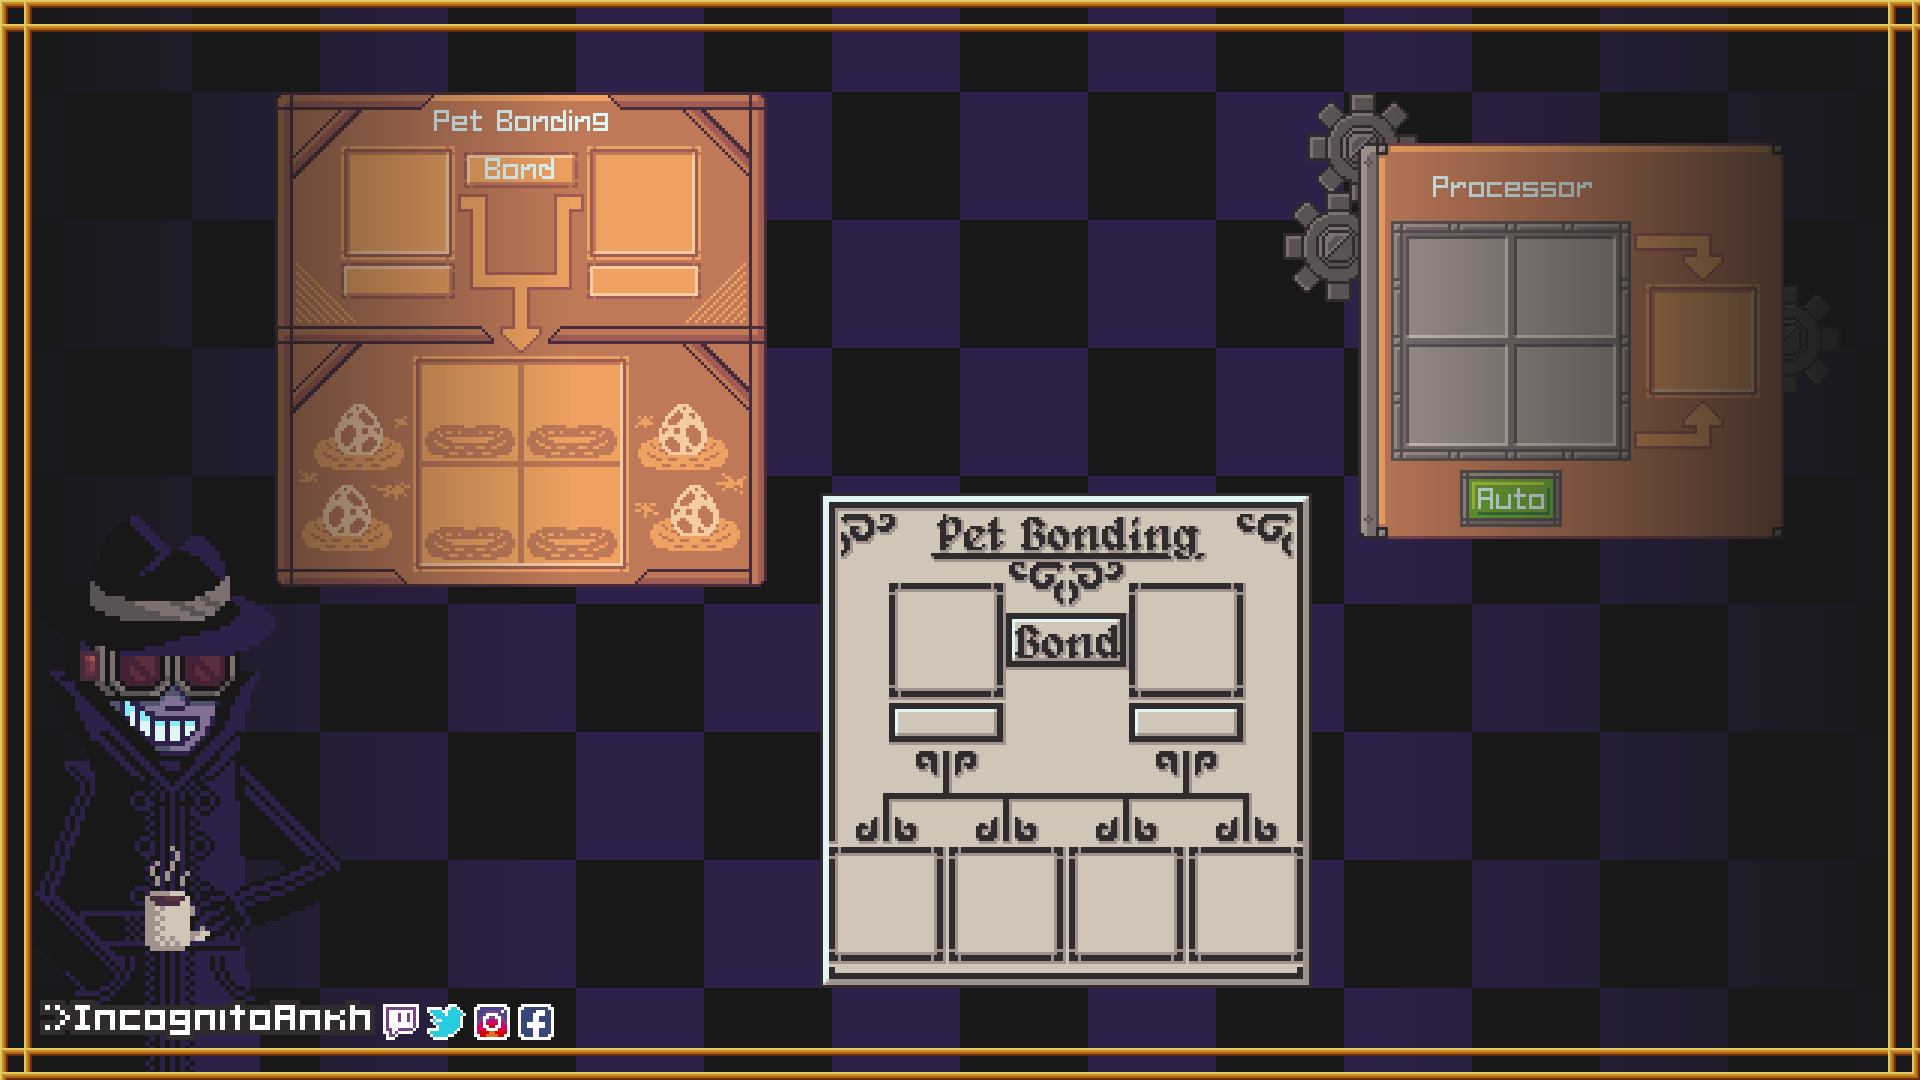 Pet Bonding
Bond
Processor
Auto
Pet Bonding
Bond
:>IncognitoAnkh